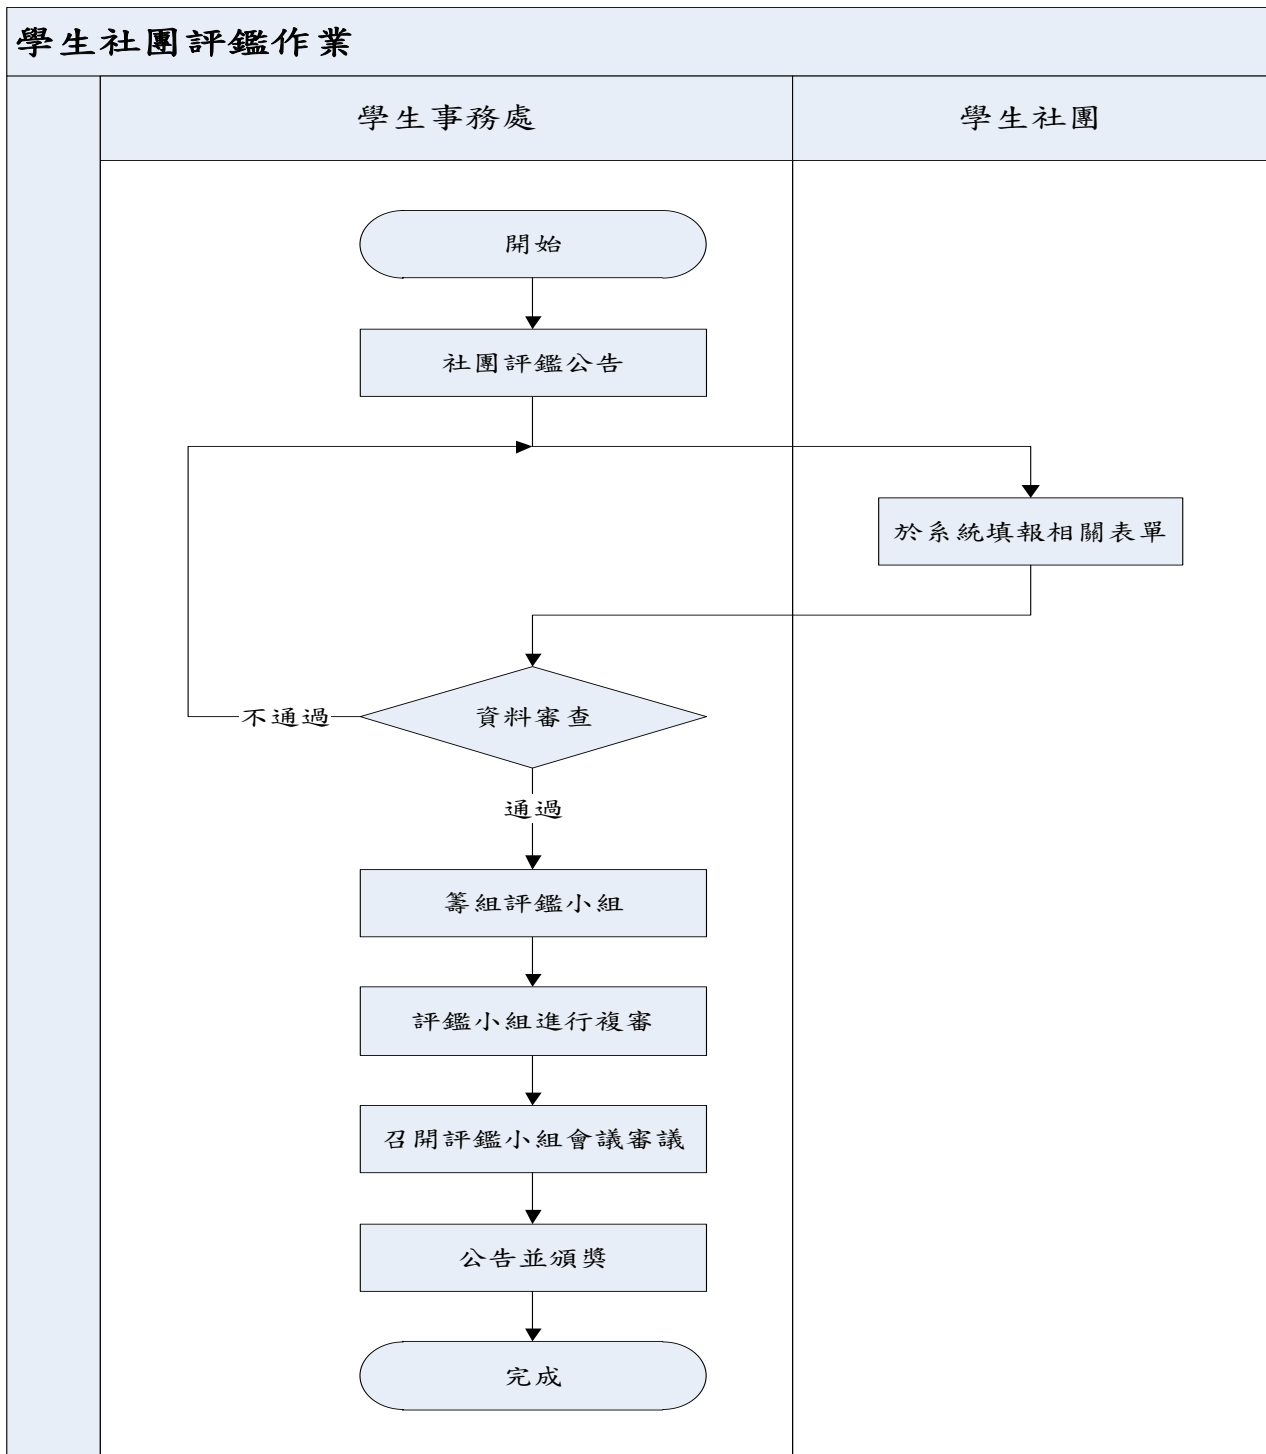 學生社團評鑑作業
學生事務處
學生社團
開始
社團評鑑公告
於系統填報相關表單
資料審查
不通過
通過
籌組評鑑小組
評鑑小組進行複審
召開評鑑小組會議審議
公告並頒獎
完成